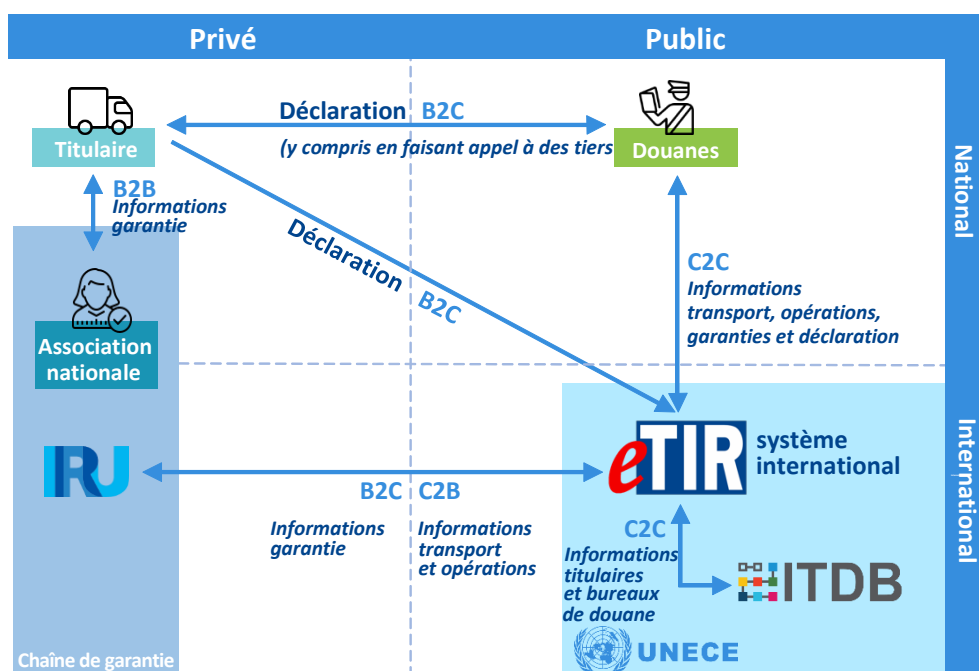 Privé
Public
National
International
Titulaire
Déclaration B2C
(y compris en faisant appel à des tiers
Douanes
B2B
Informations
garantie
Déclaration B2C
C2C
Informations
transport, opérations,
garanties et déclaration
Association
nationale
IRU
eTIR
système
international
B2C C2B
Informations
garantie
Informations
transport
et opérations
C2C
Informations
titulaires
et bureaux
de douane
ITDB
UNECE
Chaîne de garantie